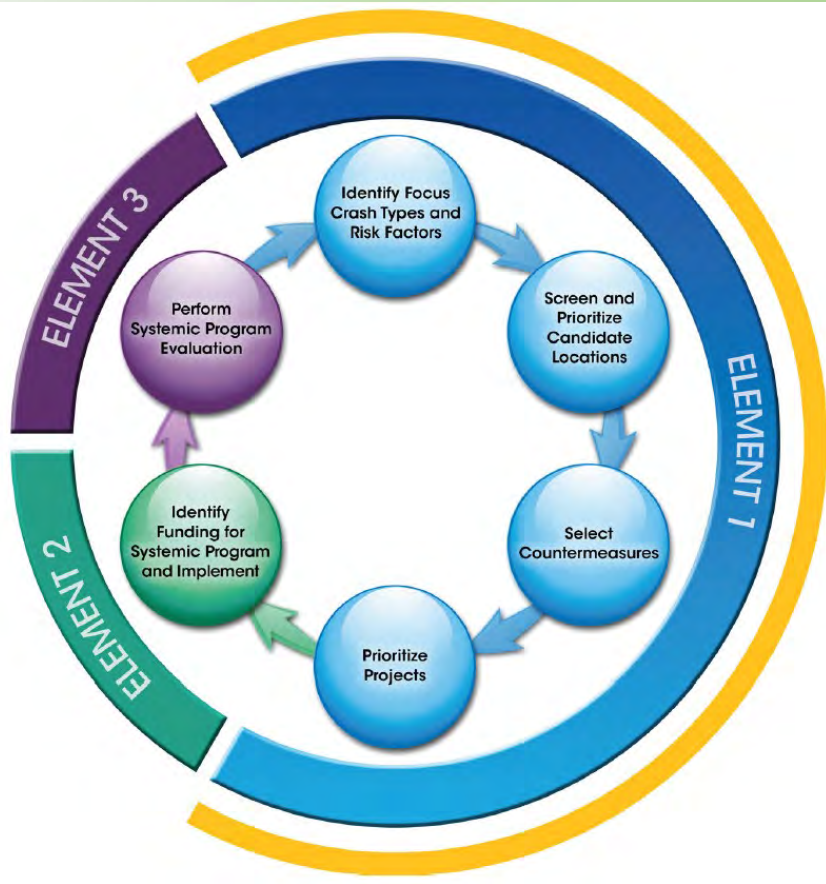 Identify Focus
Crash Types and
Risk Factors
Screen and
Prioritize
Candidate
Locations
Select
Countermeasures
Prioritize
Projects
Identify
Funding for
Systemic Program
and Implement
Perform
Systemic Program
Evaluation
ELEMENT 1
ELEMENT 2
ELEMENT 3